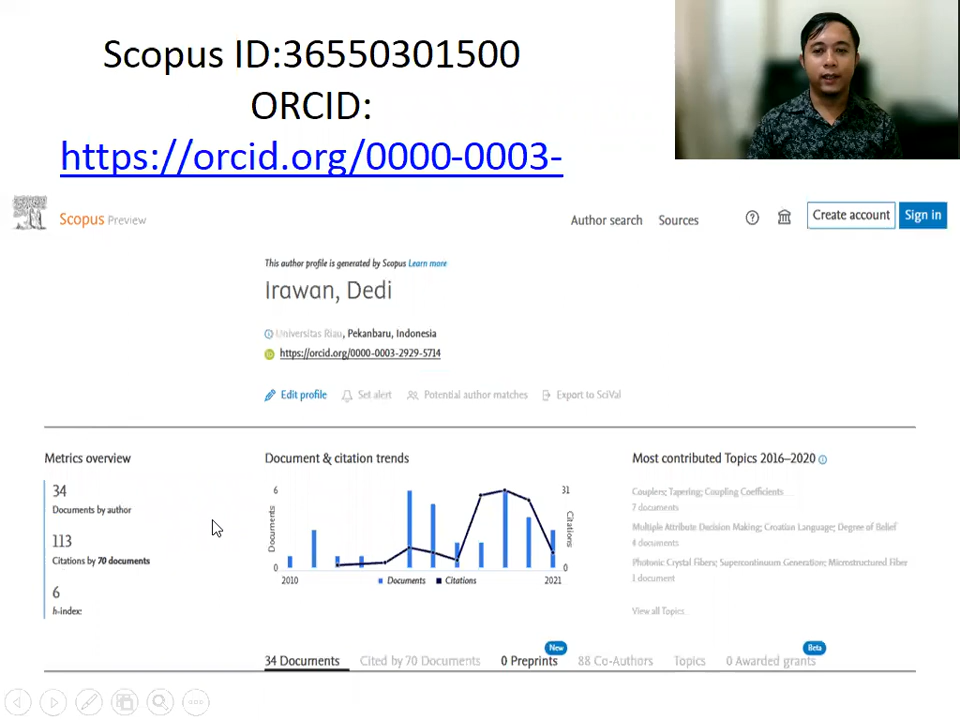 Scopus ID:36550301500
ORCID:
https://orcid.org/0000-0003-
Scopus Preview
Author search
Sources
Create account
Sign in
This author profile is generated by Scopus Learn more
Irawan, Dedi
Universitas Riau, Pekanbaru, Indonesia
https://orcid.org/0000-0003-2929-5714
Edit profile
Set alert
Potential author matches
Export to SciVal
Metrics overview
34
Documents by author
113
Citations by 70 documents
6
h-index:
Document & citation trends
6
31
Documents
Citations
0
0
2010
2021
Documents
Citations
Most contributed Topics 2016–2020
Couplers; Tapering; Coupling Coefficients
7 documents
Multiple Attribute Decision Making; Croatian Language; Degree of Belief
4 documents
Photonic Crystal Fibers; Supercontinuum Generation; Microstructured Fiber
1 document
View all Topics
New
Beta
34 Documents
Cited by 70 Documents
0 Preprints
88 Co-Authors
Topics
0 Awarded grants